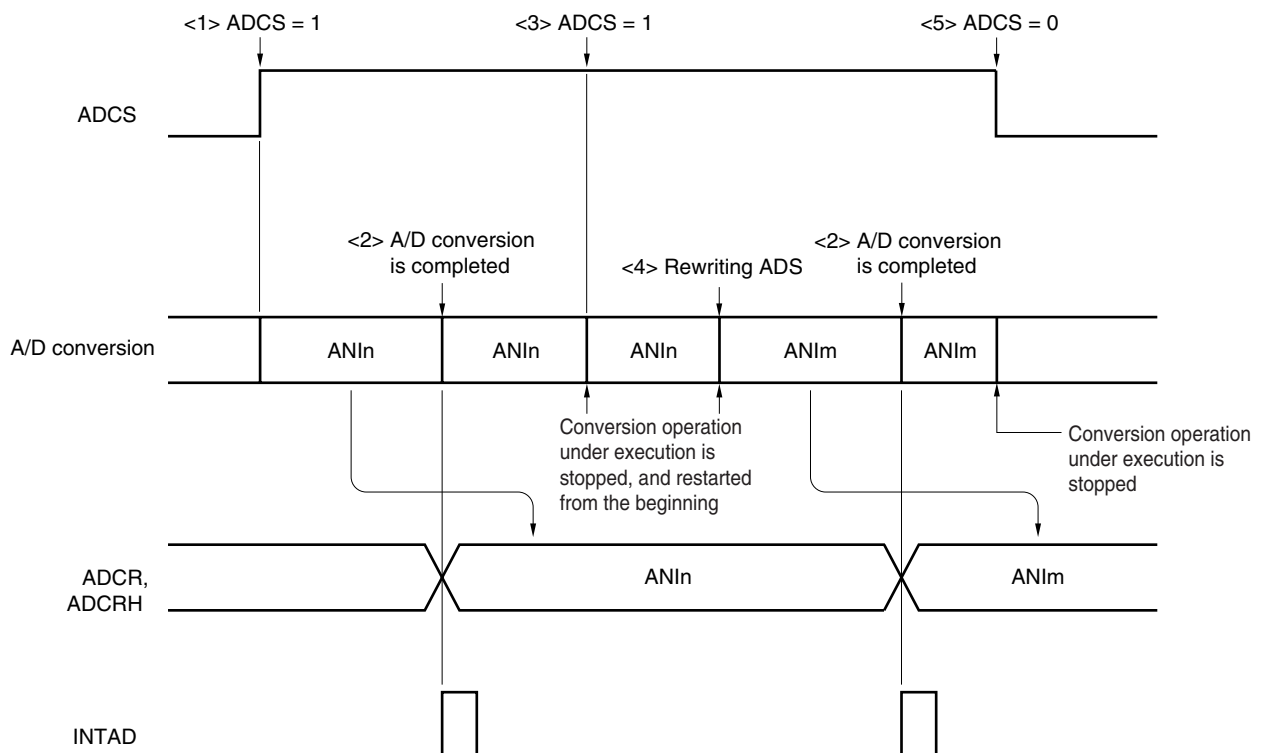 <1> ADCS = 1
<3> ADCS = 1
<5> ADCS = 0
ADCS
<2> A/D conversion
is completed
<4> Rewriting ADS
<2> A/D conversion
is completed
A/D conversion
ANIn
ANIn
ANIn
ANIm
ANIm
Conversion operation
under execution is
stopped, and restarted
from the beginning
Conversion operation
under execution is
stopped
ADCR,
ADCRH
ANIn
ANIm
INTAD